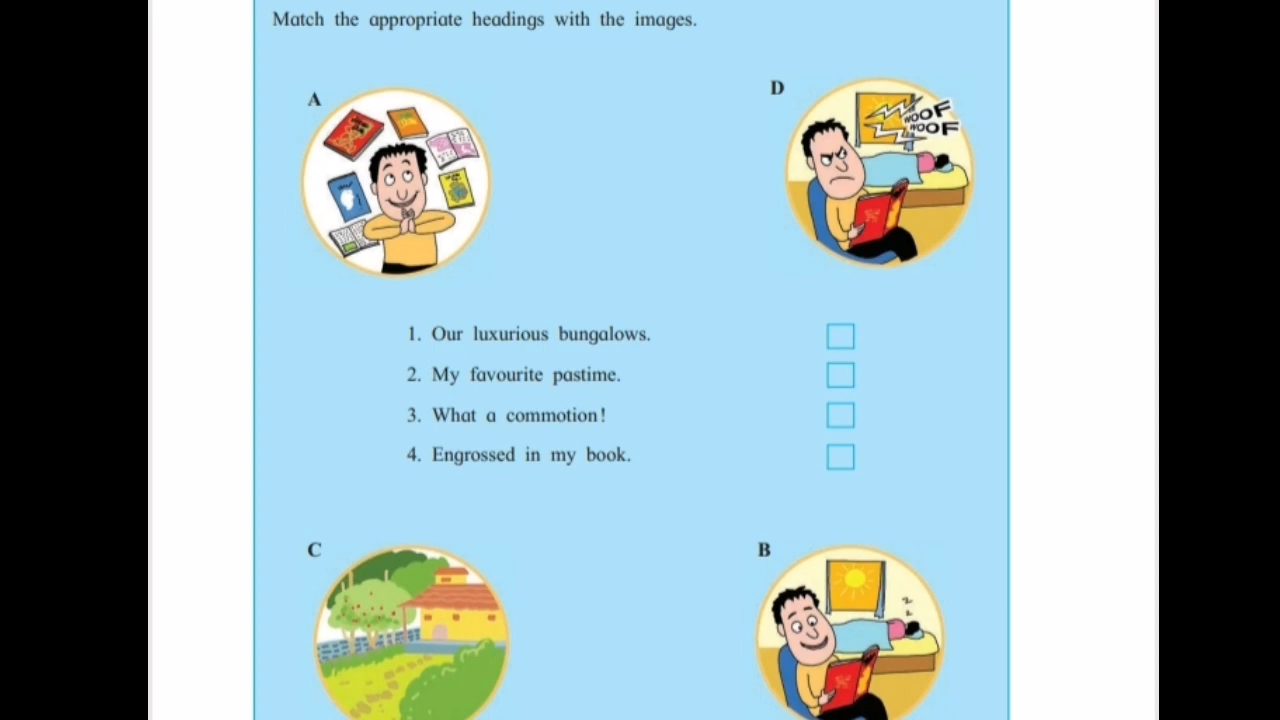 Match the appropriate headings with the images.
A
D
WOOF
WOOF
1. Our luxurious bungalows.
2. My favourite pastime.
3. What a commotion!
4. Engrossed in my book.
C
B
z
z